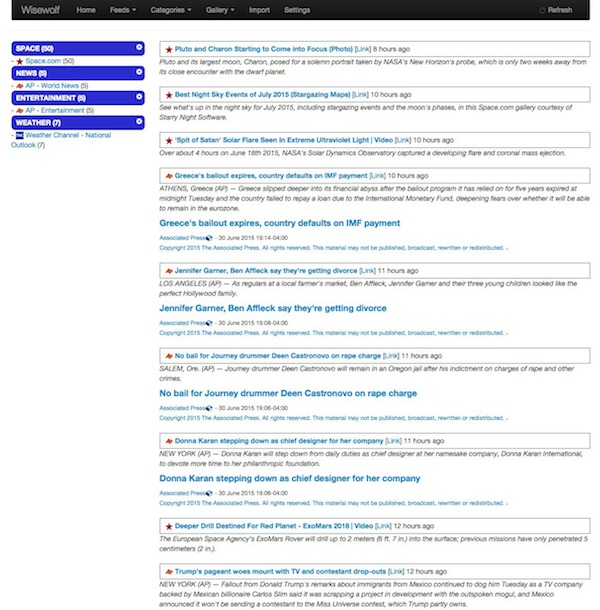 Wisewolf Home Feeds Categories Gallery Import Settings Refresh
SPACE (50)
- Space.com (50)
NEWS (5)
- AP - World News (5)
ENTERTAINMENT (5)
- AP - Entertainment (5)
WEATHER (7)
- Weather Channel - National
Outlook (7)
Pluto and Charon Starting to Come into Focus (Photo) [Link] 8 hours ago
Pluto and its largest moon, Charon, posed for a solemn portrait taken by NASA's New Horizon's probe, which is only two weeks away from
its close encounter with the dwarf planet.
Best Night Sky Events of July 2015 (Stargazing Maps) [Link] 10 hours ago
See what's up in the night sky for July 2015, including stargazing events and the moon's phases, in this Space.com gallery courtesy of
Starry Night Software.
'Spit of Satan' Solar Flare Seen In Extreme Ultraviolet Light | Video [Link] 10 hours ago
Over about 4 hours on June 18th 2015, NASA's Solar Dynamics Observatory captured a developing flare and coronal mass ejection.
Greece's bailout expires, country defaults on IMF payment [Link] 10 hours ago
ATHENS, Greece (AP) — Greece slipped deeper into its financial abyss after the bailout program it has relied on for five years expired at
midnight Tuesday and the country failed to repay a loan due to the International Monetary Fund, deepening fears over whether it will be able
to remain in the eurozone.
Greece's bailout expires, country defaults on IMF payment
Associated Press - 30 June 2015 19:14-04:00
Copyright 2015 The Associated Press. All rights reserved. This material may not be published, broadcast, rewritten or redistributed. .
Jennifer Garner, Ben Affleck say they're getting divorce [Link] 11 hours ago
LOS ANGELES (AP) — As regulars at a local farmer's market, Ben Affleck, Jennifer Garner and their three young children looked like the
perfect Hollywood family.
Jennifer Garner, Ben Affleck say they're getting divorce
Associated Press - 30 June 2015 19:08-04:00
Copyright 2015 The Associated Press. All rights reserved. This material may not be published, broadcast, rewritten or redistributed. .
No bail for Journey drummer Deen Castronovo on rape charge [Link] 11 hours ago
SALEM, Ore. (AP) — Journey drummer Deen Castronovo will remain in an Oregon jail after his indictment on charges of rape and other
crimes.
No bail for Journey drummer Deen Castronovo on rape charge
Associated Press - 30 June 2015 19:08-04:00
Copyright 2015 The Associated Press. All rights reserved. This material may not be published, broadcast, rewritten or redistributed. .
Donna Karan stepping down as chief designer for her company [Link] 11 hours ago
NEW YORK (AP) — Donna Karan will step down from daily duties as chief designer at her namesake company, Donna Karan International,
to devote more time to her philanthropic foundation.
Donna Karan stepping down as chief designer for her company
Associated Press - 30 June 2015 19:08-04:00
Copyright 2015 The Associated Press. All rights reserved. This material may not be published, broadcast, rewritten or redistributed. .
Deeper Drill Destined For Red Planet - ExoMars 2018 | Video [Link] 12 hours ago
The European Space Agency's ExoMars Rover will drill up to 2 meters (6 ft. 7 in.) into the surface; previous missions have only penetrated 5
centimeters (2 in.).
Trump's pageant woes mount with TV and contestant drop-outs [Link] 12 hours ago
NEW YORK (AP) — Fallout from Donald Trump's remarks about immigrants from Mexico continued to dog him Tuesday as a TV company
backed by Mexican billionaire Carlos Slim said it was scrapping a project in development with the outspoken mogul, and Mexico
announced it won't be sending a contestant to the Miss Universe contest, which Trump partly owns.